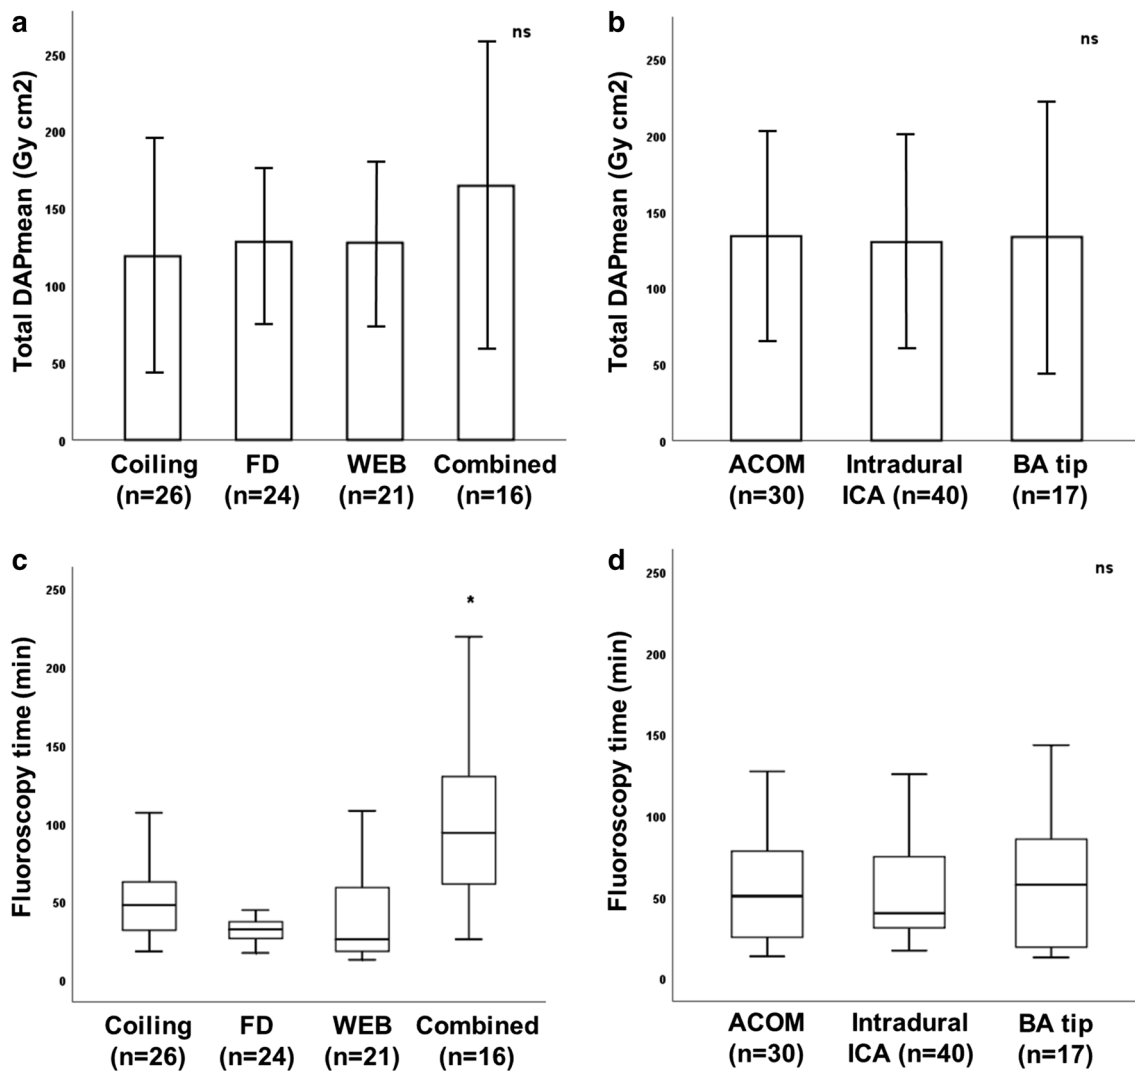 a
Total DAPmean (Gy cm2)
250
200
150
100
50
0
ns
Coiling
(n=26)
FD
(n=24)
WEB
(n=21)
Combined
(n=16)
b
Total DAPmean (Gy cm2)
250
200
150
100
50
0
ns
ACOM
(n=30)
Intradural
ICA (n=40)
BA tip
(n=17)
c
Fluoroscopy time (min)
250
200
150
100
50
0
*
Coiling
(n=26)
FD
(n=24)
WEB
(n=21)
Combined
(n=16)
d
Fluoroscopy time (min)
250
200
150
100
50
0
ns
ACOM
(n=30)
Intradural
ICA (n=40)
BA tip
(n=17)